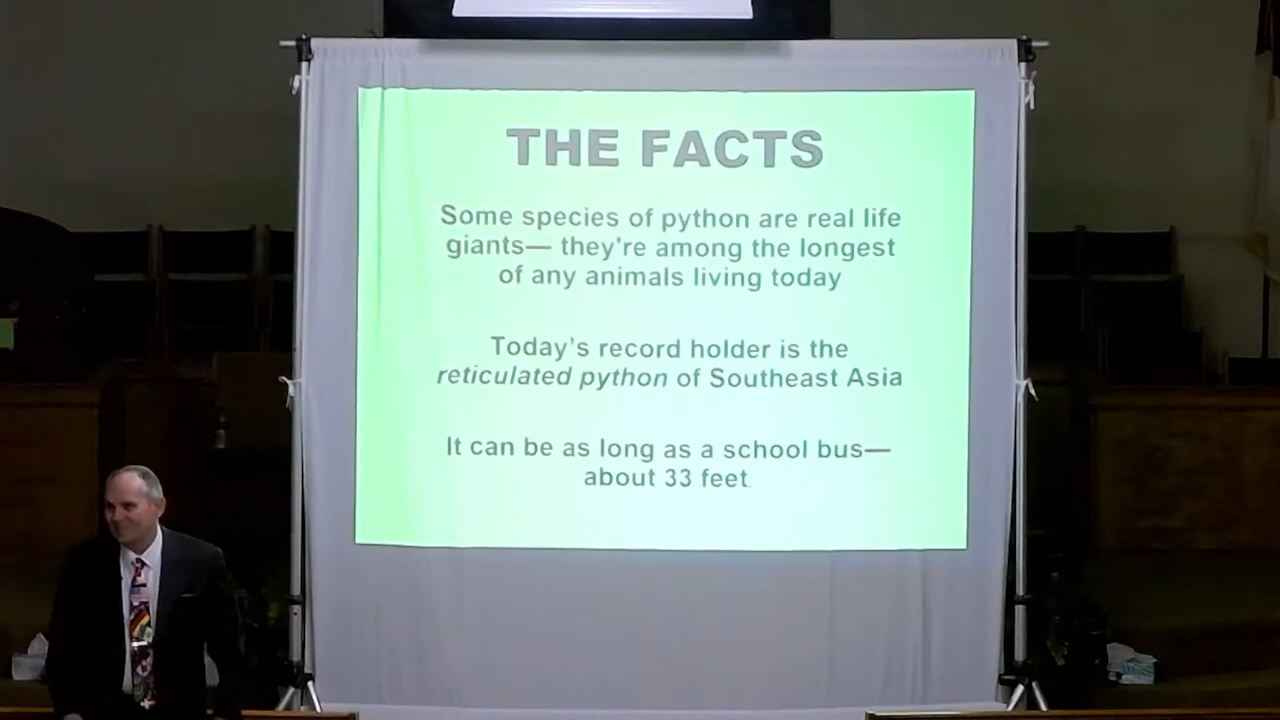 THE FACTS
Some species of python are real life
giants— they're among the longest
of any animals living today
Today's record holder is the
reticulated python of Southeast Asia
It can be as long as a school bus—
about 33 feet